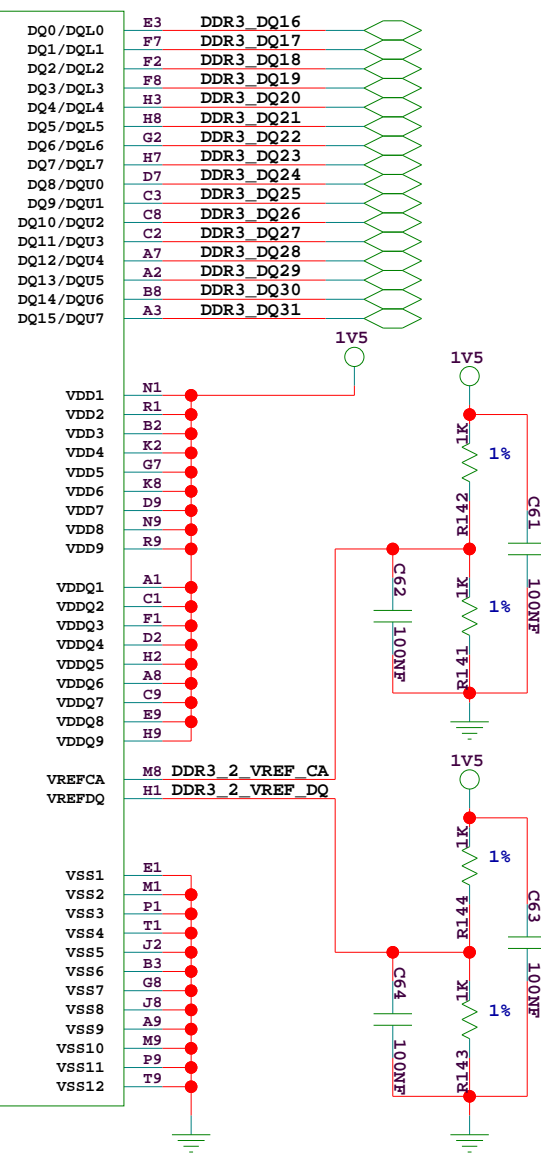 DQ0/DQL0 E3 DDR3_DQ16
DQ1/DQL1 F7 DDR3_DQ17
DQ2/DQL2 F2 DDR3_DQ18
DQ3/DQL3 F8 DDR3_DQ19
DQ4/DQL4 H3 DDR3_DQ20
DQ5/DQL5 H8 DDR3_DQ21
DQ6/DQL6 G2 DDR3_DQ22
DQ7/DQL7 H7 DDR3_DQ23
DQ8/DQU0 D7 DDR3_DQ24
DQ9/DQU1 C3 DDR3_DQ25
DQ10/DQU2 C8 DDR3_DQ26
DQ11/DQU3 C2 DDR3_DQ27
DQ12/DQU4 A7 DDR3_DQ28
DQ13/DQU5 A2 DDR3_DQ29
DQ14/DQU6 B8 DDR3_DQ30
DQ15/DQU7 A3 DDR3_DQ31
1V5
VDD1 N1
VDD2 R1
VDD3 B2
VDD4 K2
VDD5 G7
VDD6 K8
VDD7 D9
VDD8 N9
VDD9 R9
VDDQ1 A1
VDDQ2 C1
VDDQ3 F1
VDDQ4 D2
VDDQ5 H2
VDDQ6 A8
VDDQ7 C9
VDDQ8 E9
VDDQ9 H9
VREFCA M8 DDR3_2_VREF_CA
VREFDQ H1 DDR3_2_VREF_DQ
VSS1 E1
VSS2 M1
VSS3 P1
VSS4 T1
VSS5 J2
VSS6 B3
VSS7 G8
VSS8 J8
VSS9 A9
VSS10 M9
VSS11 P9
VSS12 T9
1V5
1K
1%
R142
C61
100NF
C62
100NF
1K
1%
R141
1V5
1K
1%
R144
C63
100NF
C64
100NF
1K
1%
R143